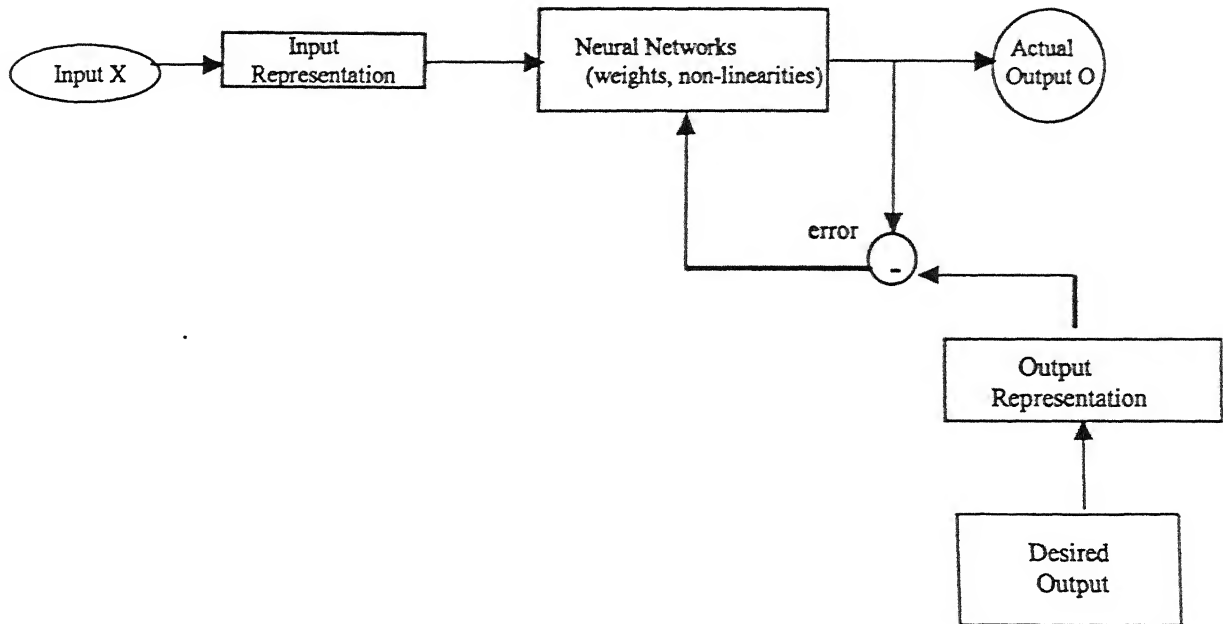 Input X
Input
Representation
Neural Networks
(weights, non-linearities)
Actual
Output O
error
-
Output
Representation
Desired
Output